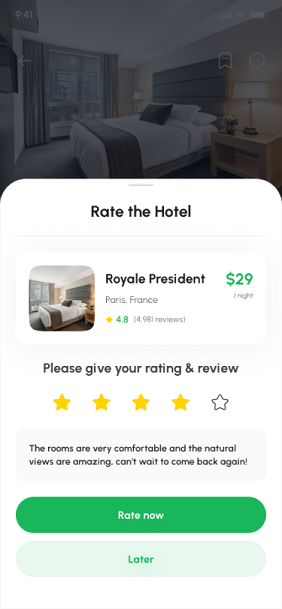 9:41
Rate the Hotel
Royale President
$29
Paris, France
/ night
4.8 (4,981 reviews)
Please give your rating & review
The rooms are very comfortable and the natural
views are amazing, can't wait to come back again!
Rate now
Later